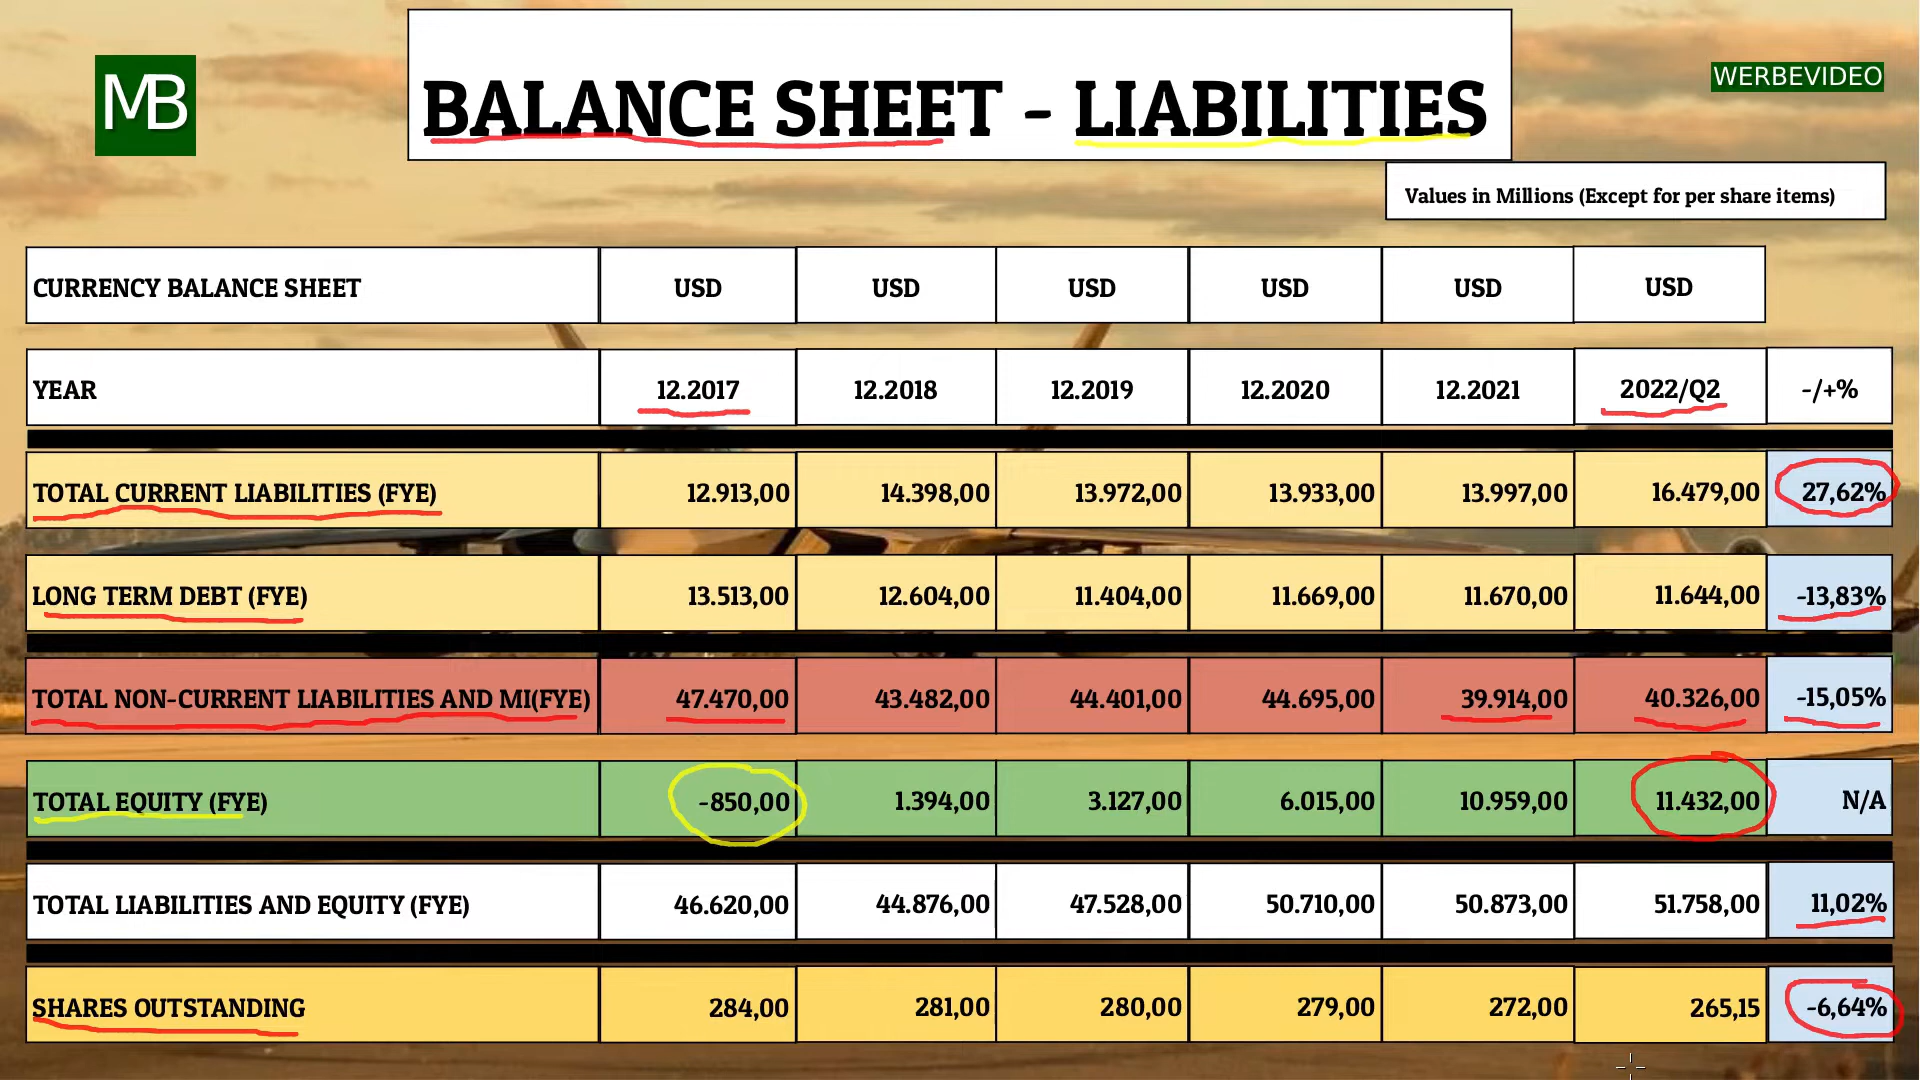 MB
BALANCE SHEET - LIABILITIES
WERBEVIDEO
Values in Millions (Except for per share items)
CURRENCY BALANCE SHEET USD USD USD USD USD USD
YEAR 12.2017 12.2018 12.2019 12.2020 12.2021 2022/Q2 -/+%
TOTAL CURRENT LIABILITIES (FYE) 12.913,00 14.398,00 13.972,00 13.933,00 13.997,00 16.479,00 27,62%
LONG TERM DEBT (FYE) 13.513,00 12.604,00 11.404,00 11.669,00 11.670,00 11.644,00 -13,83%
TOTAL NON-CURRENT LIABILITIES AND MI(FYE) 47.470,00 43.482,00 44.401,00 44.695,00 39.914,00 40.326,00 -15,05%
TOTAL EQUITY (FYE) -850,00 1.394,00 3.127,00 6.015,00 10.959,00 11.432,00 N/A
TOTAL LIABILITIES AND EQUITY (FYE) 46.620,00 44.876,00 47.528,00 50.710,00 50.873,00 51.758,00 11,02%
SHARES OUTSTANDING 284,00 281,00 280,00 279,00 272,00 265,15 -6,64%